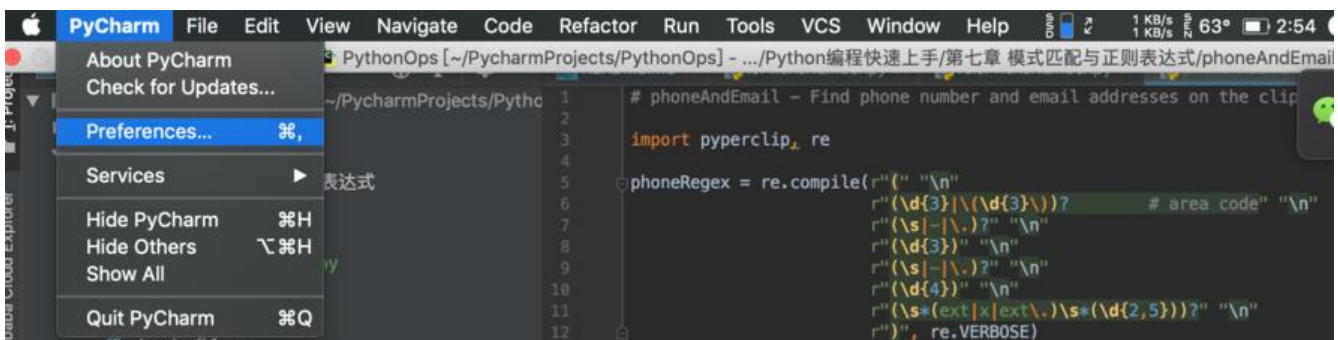 PyCharm File Edit View Navigate Code Refactor Run Tools VCS Window Help 1 KB/s 1 KB/s 63° 2:54
PythonOps [~/PycharmProjects/PythonOps] - .../Python编程快速上手/第七章 模式匹配与正则表达式/phoneAndEmail
About PyCharm
Check for Updates...
Preferences... ⌘,
Services ▶
Hide PyCharm ⌘H
Hide Others ⌥⌘H
Show All
Quit PyCharm ⌘Q
~/PycharmProjects/Pytho
表达式
1 # phoneAndEmail – Find phone number and email addresses on the clip
2
3 import pyperclip, re
4
5 phoneRegex = re.compile(r"(" "\n"
6 r"(\d{3}|\(\d{3}\))? # area code" "\n"
7 r"(\s|-|\.)?" "\n"
8 r"(\d{3})" "\n"
9 r"(\s|-|\.)?" "\n"
10 r"(\d{4})" "\n"
11 r"(\s*(ext|x|ext\.)\s*(\d{2,5}))?" "\n"
12 r")", re.VERBOSE)